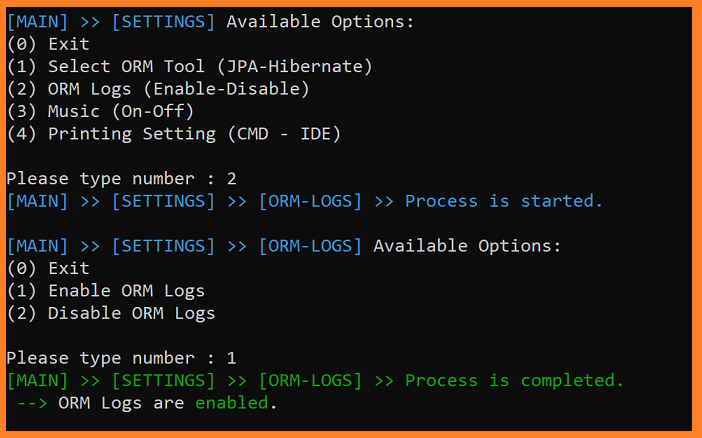 [MAIN] >> [SETTINGS] Available Options:
(0) Exit
(1) Select ORM Tool (JPA-Hibernate)
(2) ORM Logs (Enable-Disable)
(3) Music (On-Off)
(4) Printing Setting (CMD - IDE)
Please type number : 2
[MAIN] >> [SETTINGS] >> [ORM-LOGS] >> Process is started.
[MAIN] >> [SETTINGS] >> [ORM-LOGS] Available Options:
(0) Exit
(1) Enable ORM Logs
(2) Disable ORM Logs
Please type number : 1
[MAIN] >> [SETTINGS] >> [ORM-LOGS] >> Process is completed.
--> ORM Logs are enabled.